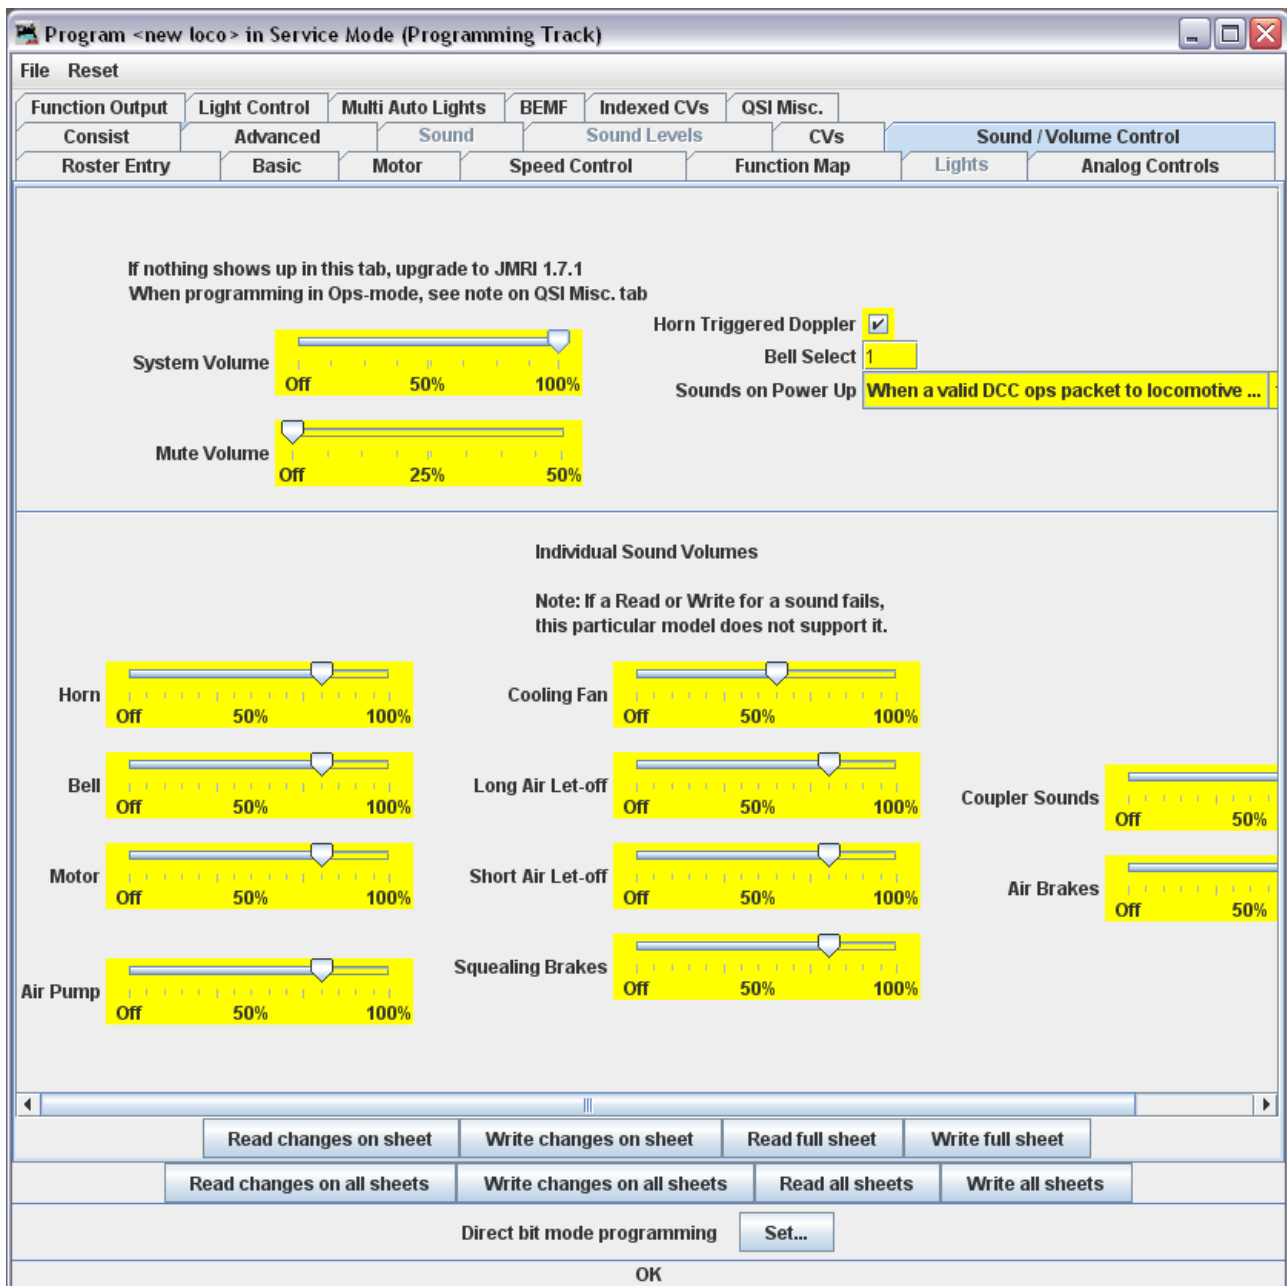 Program <new loco> in Service Mode (Programming Track)
File Reset
Function Output Light Control Multi Auto Lights BEMF Indexed CVs QSI Misc.
Consist Advanced Sound Sound Levels CVs Sound / Volume Control
Roster Entry Basic Motor Speed Control Function Map Lights Analog Controls
If nothing shows up in this tab, upgrade to JMRI 1.7.1
When programming in Ops-mode, see note on QSI Misc. tab
System Volume
Off 50% 100%
Mute Volume
Off 25% 50%
Horn Triggered Doppler
Bell Select 1
Sounds on Power Up When a valid DCC ops packet to locomotive ...
Individual Sound Volumes
Note: If a Read or Write for a sound fails,
this particular model does not support it.
Horn
Off 50% 100%
Bell
Off 50% 100%
Motor
Off 50% 100%
Air Pump
Off 50% 100%
Cooling Fan
Off 50% 100%
Long Air Let-off
Off 50% 100%
Short Air Let-off
Off 50% 100%
Squealing Brakes
Off 50% 100%
Coupler Sounds
Off 50%
Air Brakes
Off 50%
Read changes on sheet Write changes on sheet Read full sheet Write full sheet
Read changes on all sheets Write changes on all sheets Read all sheets Write all sheets
Direct bit mode programming Set...
OK